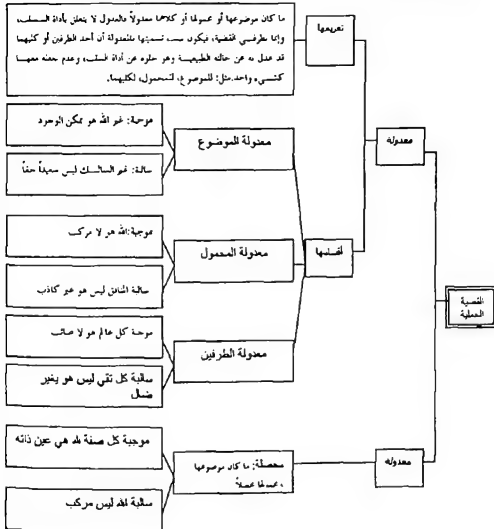 ما كان موضوعها أو محمولها أو كلاهما معدولاً فالعدول لا يتعلق بأداة السلب،
وإنما بطرفي القضية، فيكون سبب تسميتها بالمعدولة أن أحد الطرفين أو كليهما
قد عدل به عن حالته الطبيعية وهو خلوه عن أداة السلب، وعدم جعله معها
كشيء واحد.مثل: للموضوع، للمحمول، لكليهما.
تعريفها
معدولة
موجبة: غير الله هو ممكن الوجود
معدولة الموضوع
سالبة: غير السالك ليس سعيداً حقاً
موجبة:الله هو لا مركب
معدولة المحمول
أقسامها
سالبة المنافق ليس هو غير كاذب
القضية
الحملية
موجبة كل عالم هو لا صائب
معدولة الطرفين
سالبة كل تقي ليس هو بغير
ضال
موجبة كل صفة لله هي عين ذاته
محصلة: ما كان موضوعها
ومحمولها محصلاً
معدولة
سالبة الله ليس مركب